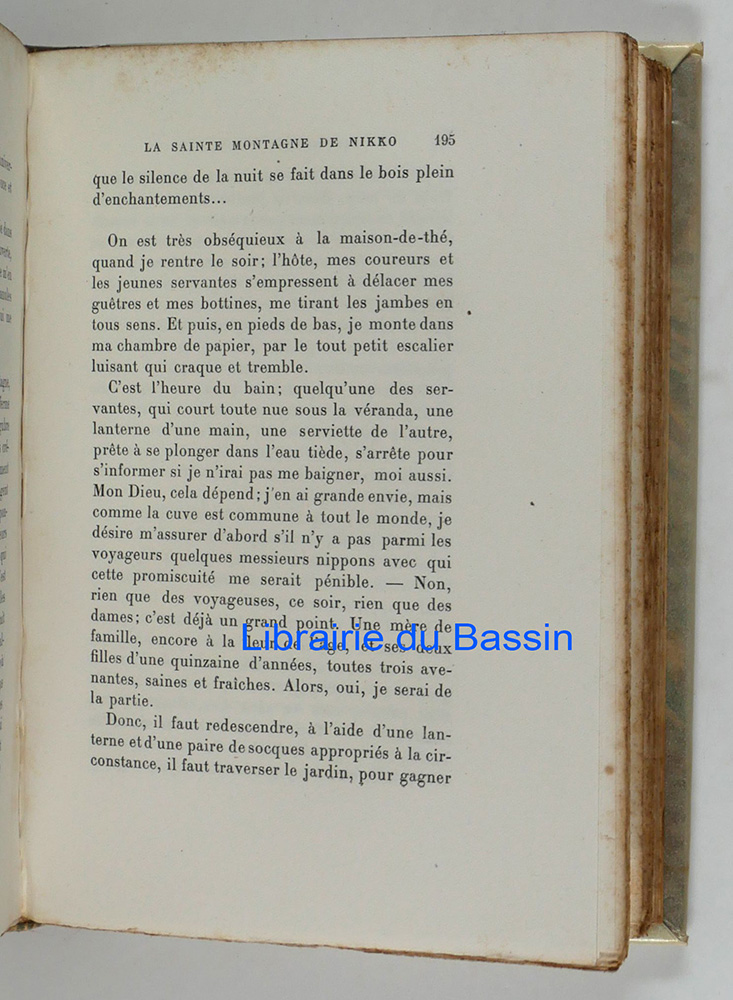 LA SAINTE MONTAGNE DE NIKKO 195
que le silence de la nuit se fait dans le bois plein
d'enchantements...
On est très obséquieux à la maison-de-thé,
quand je rentre le soir; l'hôte, mes coureurs et
les jeunes servantes s'empressent à délacer mes
guêtres et mes bottines, me tirant les jambes en
tous sens. Et puis, en pieds de bas, je monte dans
ma chambre de papier, par le tout petit escalier
luisant qui craque et tremble.
C'est l'heure du bain; quelqu'une des ser-
vantes, qui court toute nue sous la véranda, une
lanterne d'une main, une serviette de l'autre,
prête à se plonger dans l'eau tiède, s'arrête pour
s'informer si je n'irai pas me baigner, moi aussi.
Mon Dieu, cela dépend; j'en ai grande envie, mais
comme la cuve est commune à tout le monde, je
désire m'assurer d'abord s'il n'y a pas parmi les
voyageurs quelques messieurs nippons avec qui
cette promiscuité me serait pénible. — Non,
rien que des voyageuses, ce soir, rien que des
dames; c'est déjà un grand point. Une mère de
famille, encore à la fleur de l'âge, et ses deux
filles d'une quinzaine d'années, toutes trois ave-
nantes, saines et fraîches. Alors, oui, je serai de
la partie.
Donc, il faut redescendre, à l'aide d'une lan-
terne et d'une paire de socques appropriés à la cir-
constance, il faut traverser le jardin, pour gagner
Librairie du Bassin